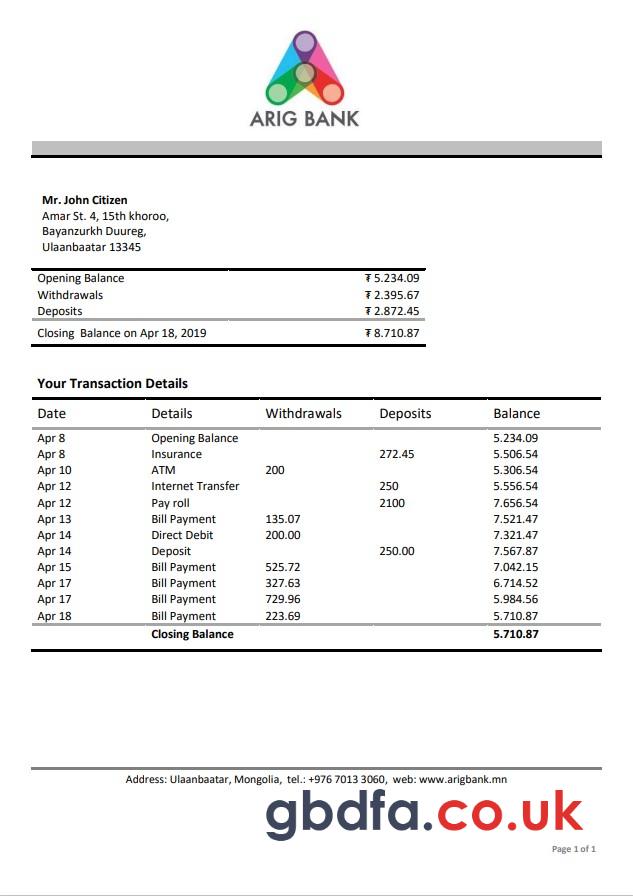 ARIG BANK
Mr. John Citizen
Amar St. 4, 15th khoroo,
Bayanzurkh Duureg,
Ulaanbaatar 13345
Opening Balance ₮ 5.234.09
Withdrawals ₮ 2.395.67
Deposits ₮ 2.872.45
Closing Balance on Apr 18, 2019 ₮ 8.710.87
Your Transaction Details
Date Details Withdrawals Deposits Balance
Apr 8 Opening Balance 5.234.09
Apr 8 Insurance 272.45 5.506.54
Apr 10 ATM 200 5.306.54
Apr 12 Internet Transfer 250 5.556.54
Apr 12 Pay roll 2100 7.656.54
Apr 13 Bill Payment 135.07 7.521.47
Apr 14 Direct Debit 200.00 7.321.47
Apr 14 Deposit 250.00 7.567.87
Apr 15 Bill Payment 525.72 7.042.15
Apr 17 Bill Payment 327.63 6.714.52
Apr 17 Bill Payment 729.96 5.984.56
Apr 18 Bill Payment 223.69 5.710.87
Closing Balance 5.710.87
Address: Ulaanbaatar, Mongolia, tel.: +976 7013 3060, web: www.arigbank.mn
gbdfa.co.uk
Page 1 of 1